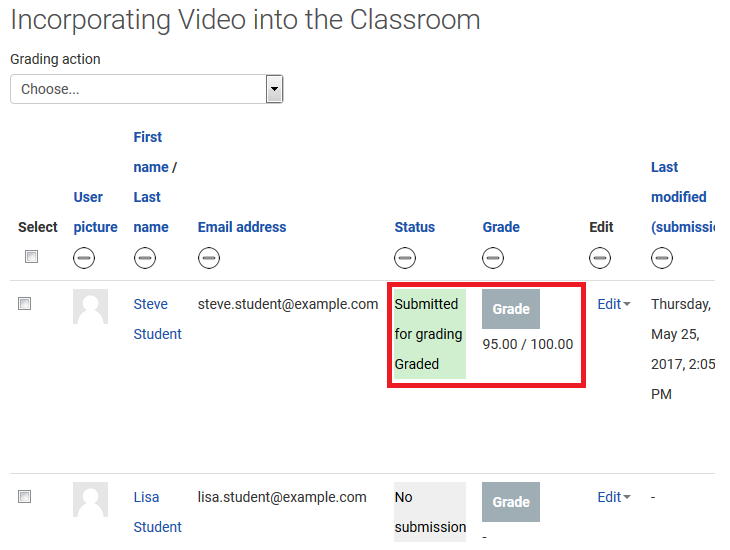 Incorporating Video into the Classroom
Grading action
Choose...
Select
User
picture
First
name /
Last
name
Email address
Status
Grade
Edit
Last
modified
Steve
Student
steve.student@example.com
Submitted
for grading
Graded
Grade
95.00 / 100.00
Edit
Thursday,
May 25,
2017, 2:05
PM
Lisa
Student
lisa.student@example.com
No
submission
Grade
-
Edit
-